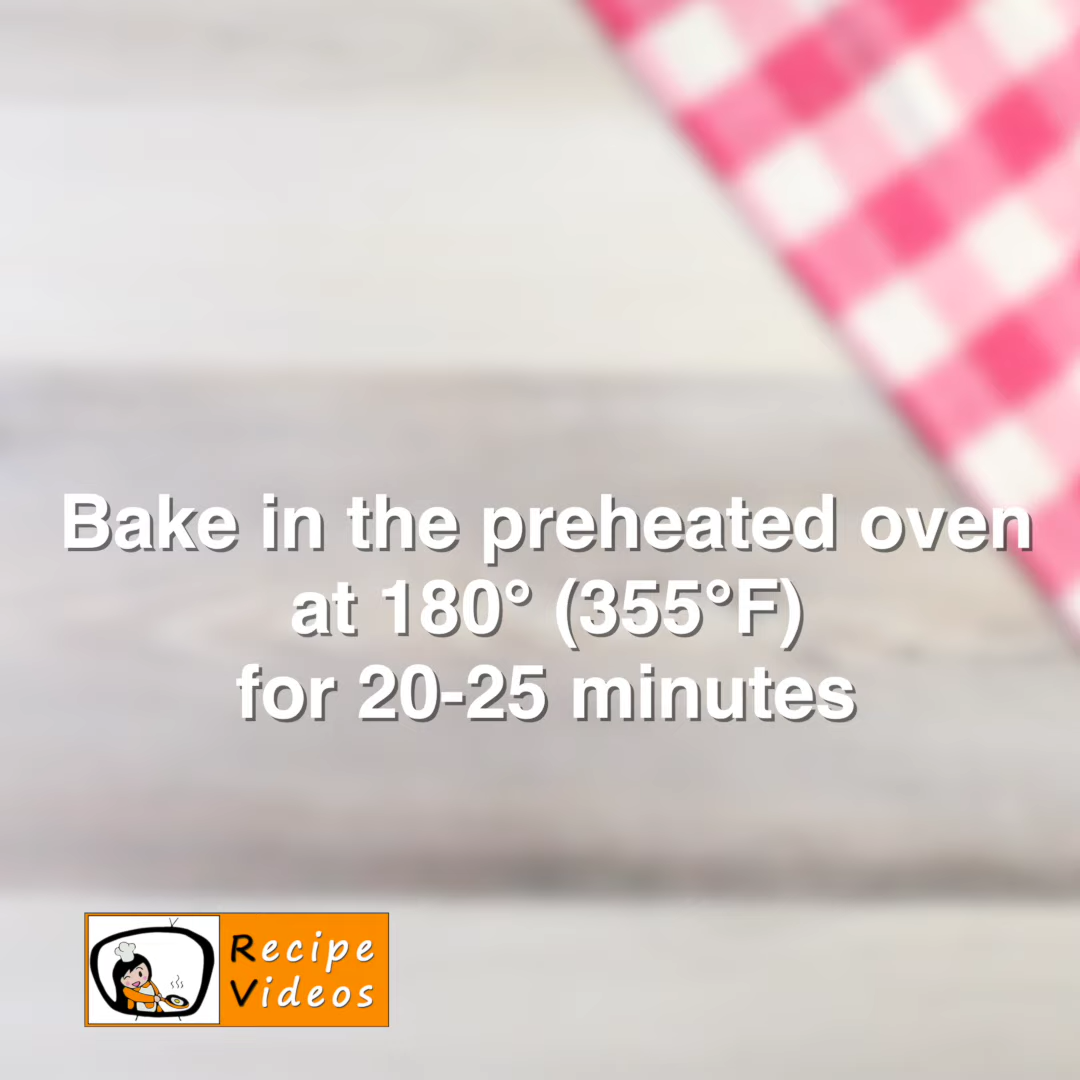 Bake in the preheated oven
at 180° (355°F)
for 20-25 minutes
Recipe
Videos